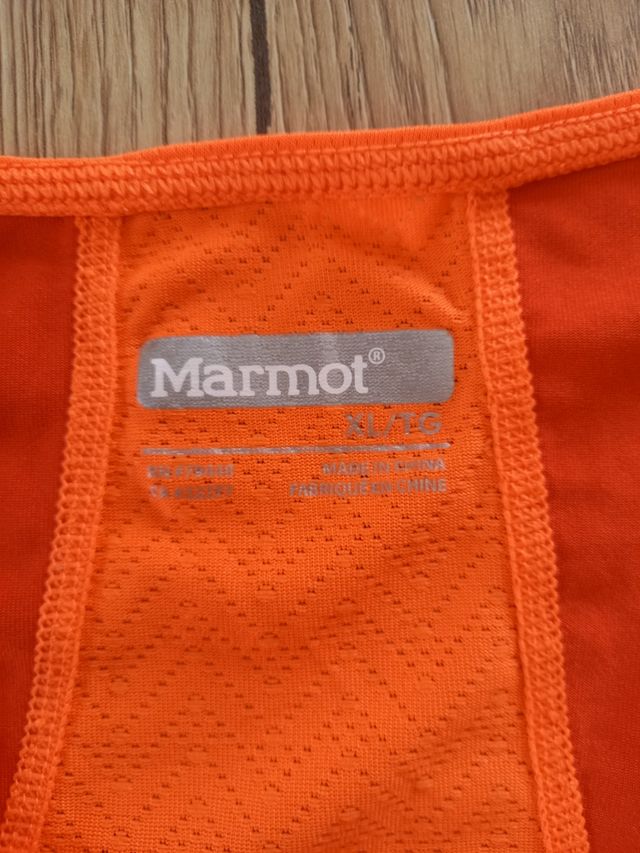 Marmot®
XL/TG
MADE IN CHINA
FABRIQUÉ EN CHINE